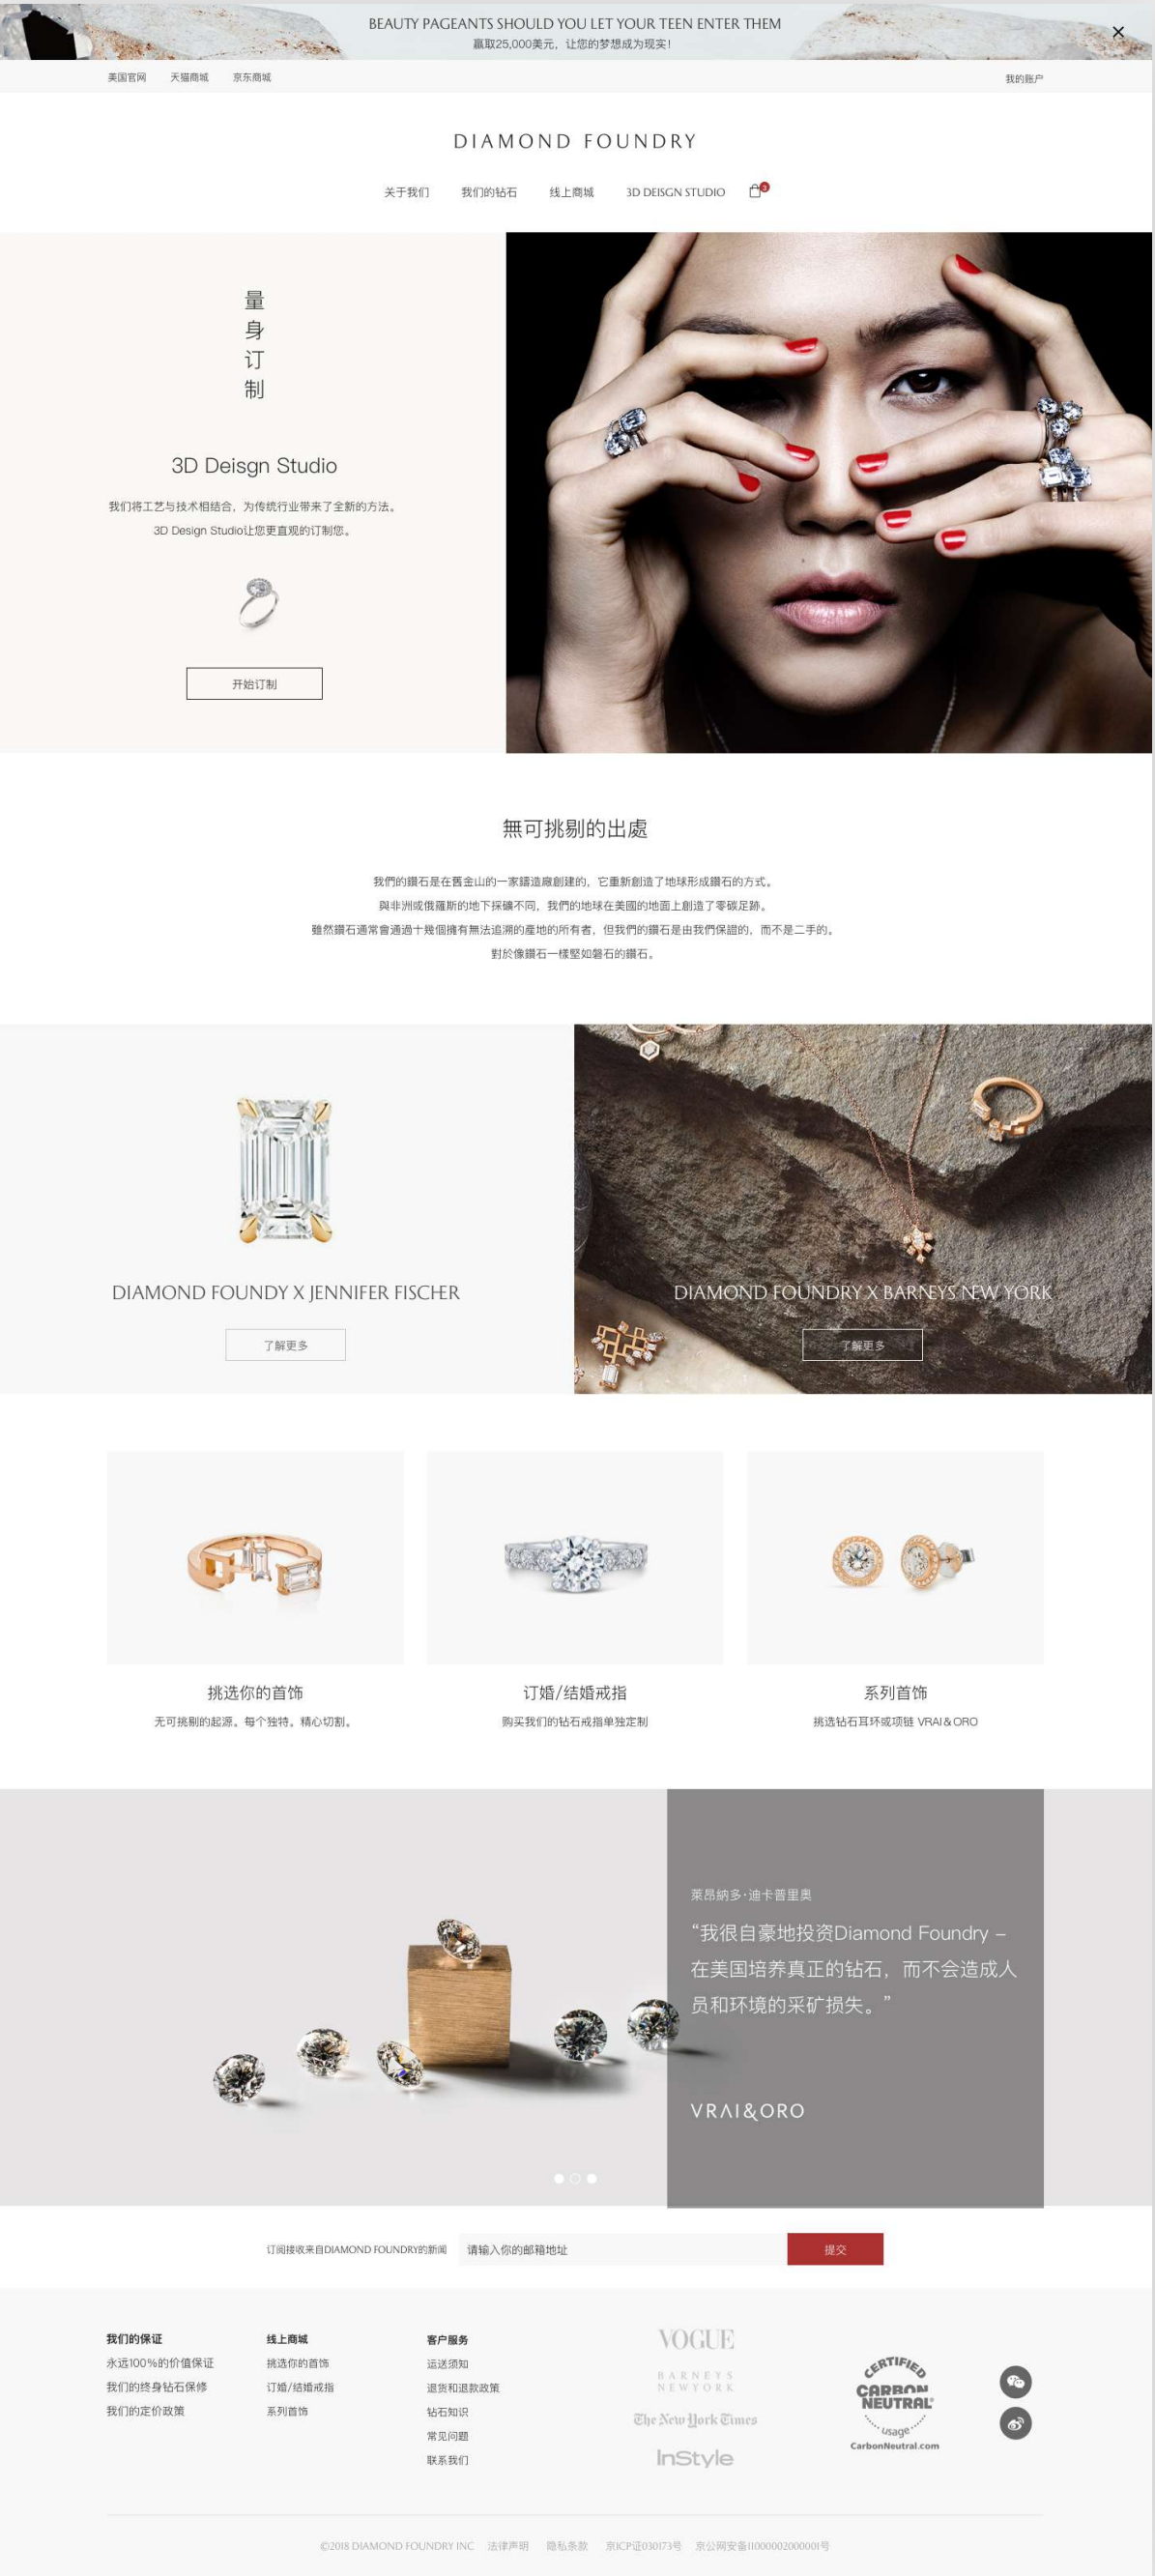 BEAUTY PAGEANTS SHOULD YOU LET YOUR TEEN ENTER THEM
赢取25,000美元，让您的梦想成为现实！
美国官网 天猫商城 京东商城 我的账户
DIAMOND FOUNDRY
关于我们 我们的钻石 线上商城 3D DEISGN STUDIO 3
量
身
订
制
3D Deisgn Studio
我们将工艺与技术相结合，为传统行业带来了全新的方法。
3D Design Studio让您更直观的订制您。
开始订制
無可挑剔的出處
我們的鑽石是在舊金山的一家鑄造廠創建的，它重新創造了地球形成鑽石的方式。
與非洲或俄羅斯的地下採礦不同，我們的地球在美國的地面上創造了零碳足跡。
雖然鑽石通常會通過十幾個擁有無法追溯的產地的所有者，但我們的鑽石是由我們保證的，而不是二手的。
對於像鑽石一樣堅如磐石的鑽石。
DIAMOND FOUNDY X JENNIFER FISCHER
了解更多
DIAMOND FOUNDRY X BARNEYS NEW YORK
了解更多
挑选你的首饰
无可挑剔的起源。每个独特。精心切割。
订婚/结婚戒指
购买我们的钻石戒指单独定制
系列首饰
挑选钻石耳环或项链 VRAI & ORO
萊昂納多·迪卡普里奥
“我很自豪地投资Diamond Foundry –
在美国培养真正的钻石，而不会造成人
员和环境的采矿损失。”
VRAI&ORO
订阅接收来自DIAMOND FOUNDRY的新闻 请输入你的邮箱地址 提交
我们的保证
永远100%的价值保证
我们的终身钻石保修
我们的定价政策
线上商城
挑选你的首饰
订婚/结婚戒指
系列首饰
客户服务
运送须知
退货和退款政策
钻石知识
常见问题
联系我们
VOGUE
BARNEYS
NEWYORK
The New York Times
InStyle
CERTIFIED
CARBON
NEUTRAL®
usage
CarbonNeutral.com
©2018 DIAMOND FOUNDRY INC 法律声明 隐私条款 京ICP证030173号 京公网安备11000002000001号